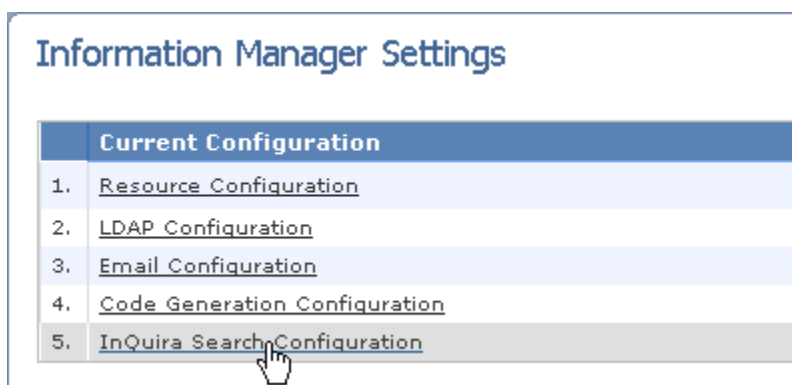 Information Manager Settings
Current Configuration
1. Resource Configuration
2. LDAP Configuration
3. Email Configuration
4. Code Generation Configuration
5. InQuira Search Configuration